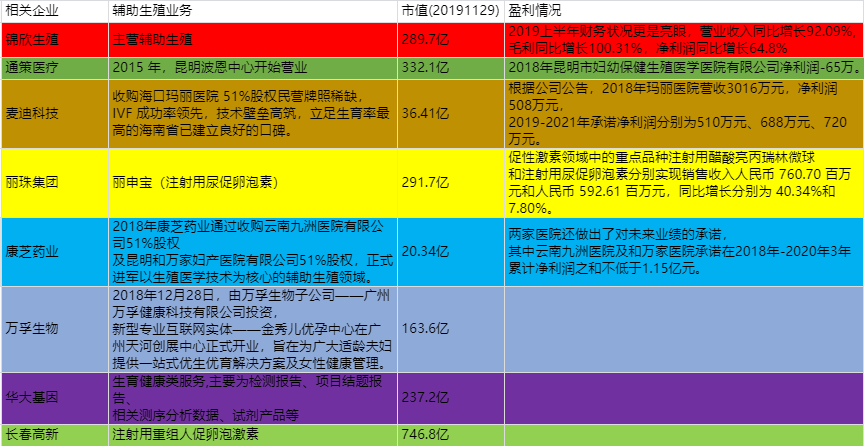 相关企业 辅助生殖业务 市值(20191129) 盈利情况
锦欣生殖 主营辅助生殖 289.7亿 2019上半年财务状况更是亮眼，营业收入同比增长92.09%，
毛利同比增长100.31%，净利润同比增长64.8%
通策医疗 2015 年，昆明波恩中心开始营业 332.1亿 2018年昆明市妇幼保健生殖医学医院有限公司净利润-65万。
麦迪科技 收购海口玛丽医院 51%股权民营牌照稀缺，
IVF 成功率领先，技术壁垒高筑，立足生育率最
高的海南省已建立良好的口碑。
36.41亿 根据公司公告，2018年玛丽医院营收3016万元，净利润
508万元，
2019-2021年承诺净利润分别为510万元、688万元、720
万元。
丽珠集团 丽申宝（注射用尿促卵泡素） 291.7亿 促性激素领域中的重点品种注射用醋酸亮丙瑞林微球
和注射用尿促卵泡素分别实现销售收入人民币 760.70 百万
元和人民币 592.61 百万元，同比增长分别为 40.34%和
7.80%。
康芝药业 2018年康芝药业通过收购云南九洲医院有限公
司51%股权
及昆明和万家妇产医院有限公司51%股权，正式
进军以生殖医学技术为核心的辅助生殖领域。
20.34亿 两家医院还做出了对未来业绩的承诺，
其中云南九洲医院及和万家医院承诺在2018年-2020年3年
累计净利润之和不低于1.15亿元。
万孚生物 2018年12月28日，由万孚生物子公司——广州
万孚健康科技有限公司投资，
新型专业互联网实体——金秀儿优孕中心在广
州天河创展中心正式开业，旨在为广大适龄夫妇
提供一站式优生优育解决方案及女性健康管理。
163.6亿
华大基因 生育健康类服务,主要为检测报告、项目结题报
告、
相关测序分析数据、试剂产品等
237.2亿
长春高新 注射用重组人促卵泡激素 746.8亿